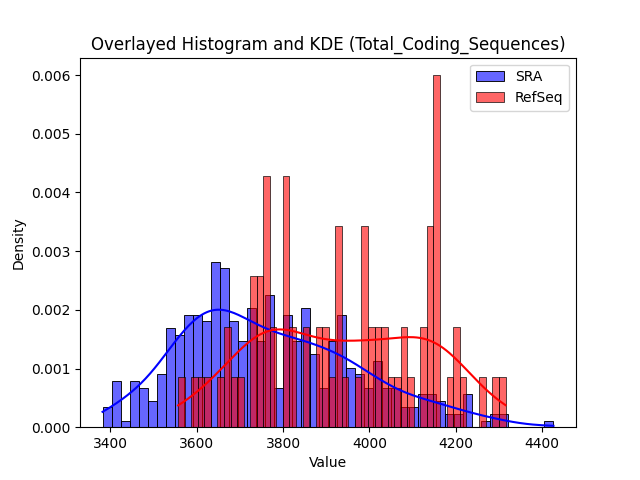 Overlayed Histogram and KDE (Total_Coding_Sequences)
SRA
RefSeq
0.006
0.005
0.004
0.003
0.002
0.001
0.000
Density
3400 3600 3800 4000 4200 4400
Value